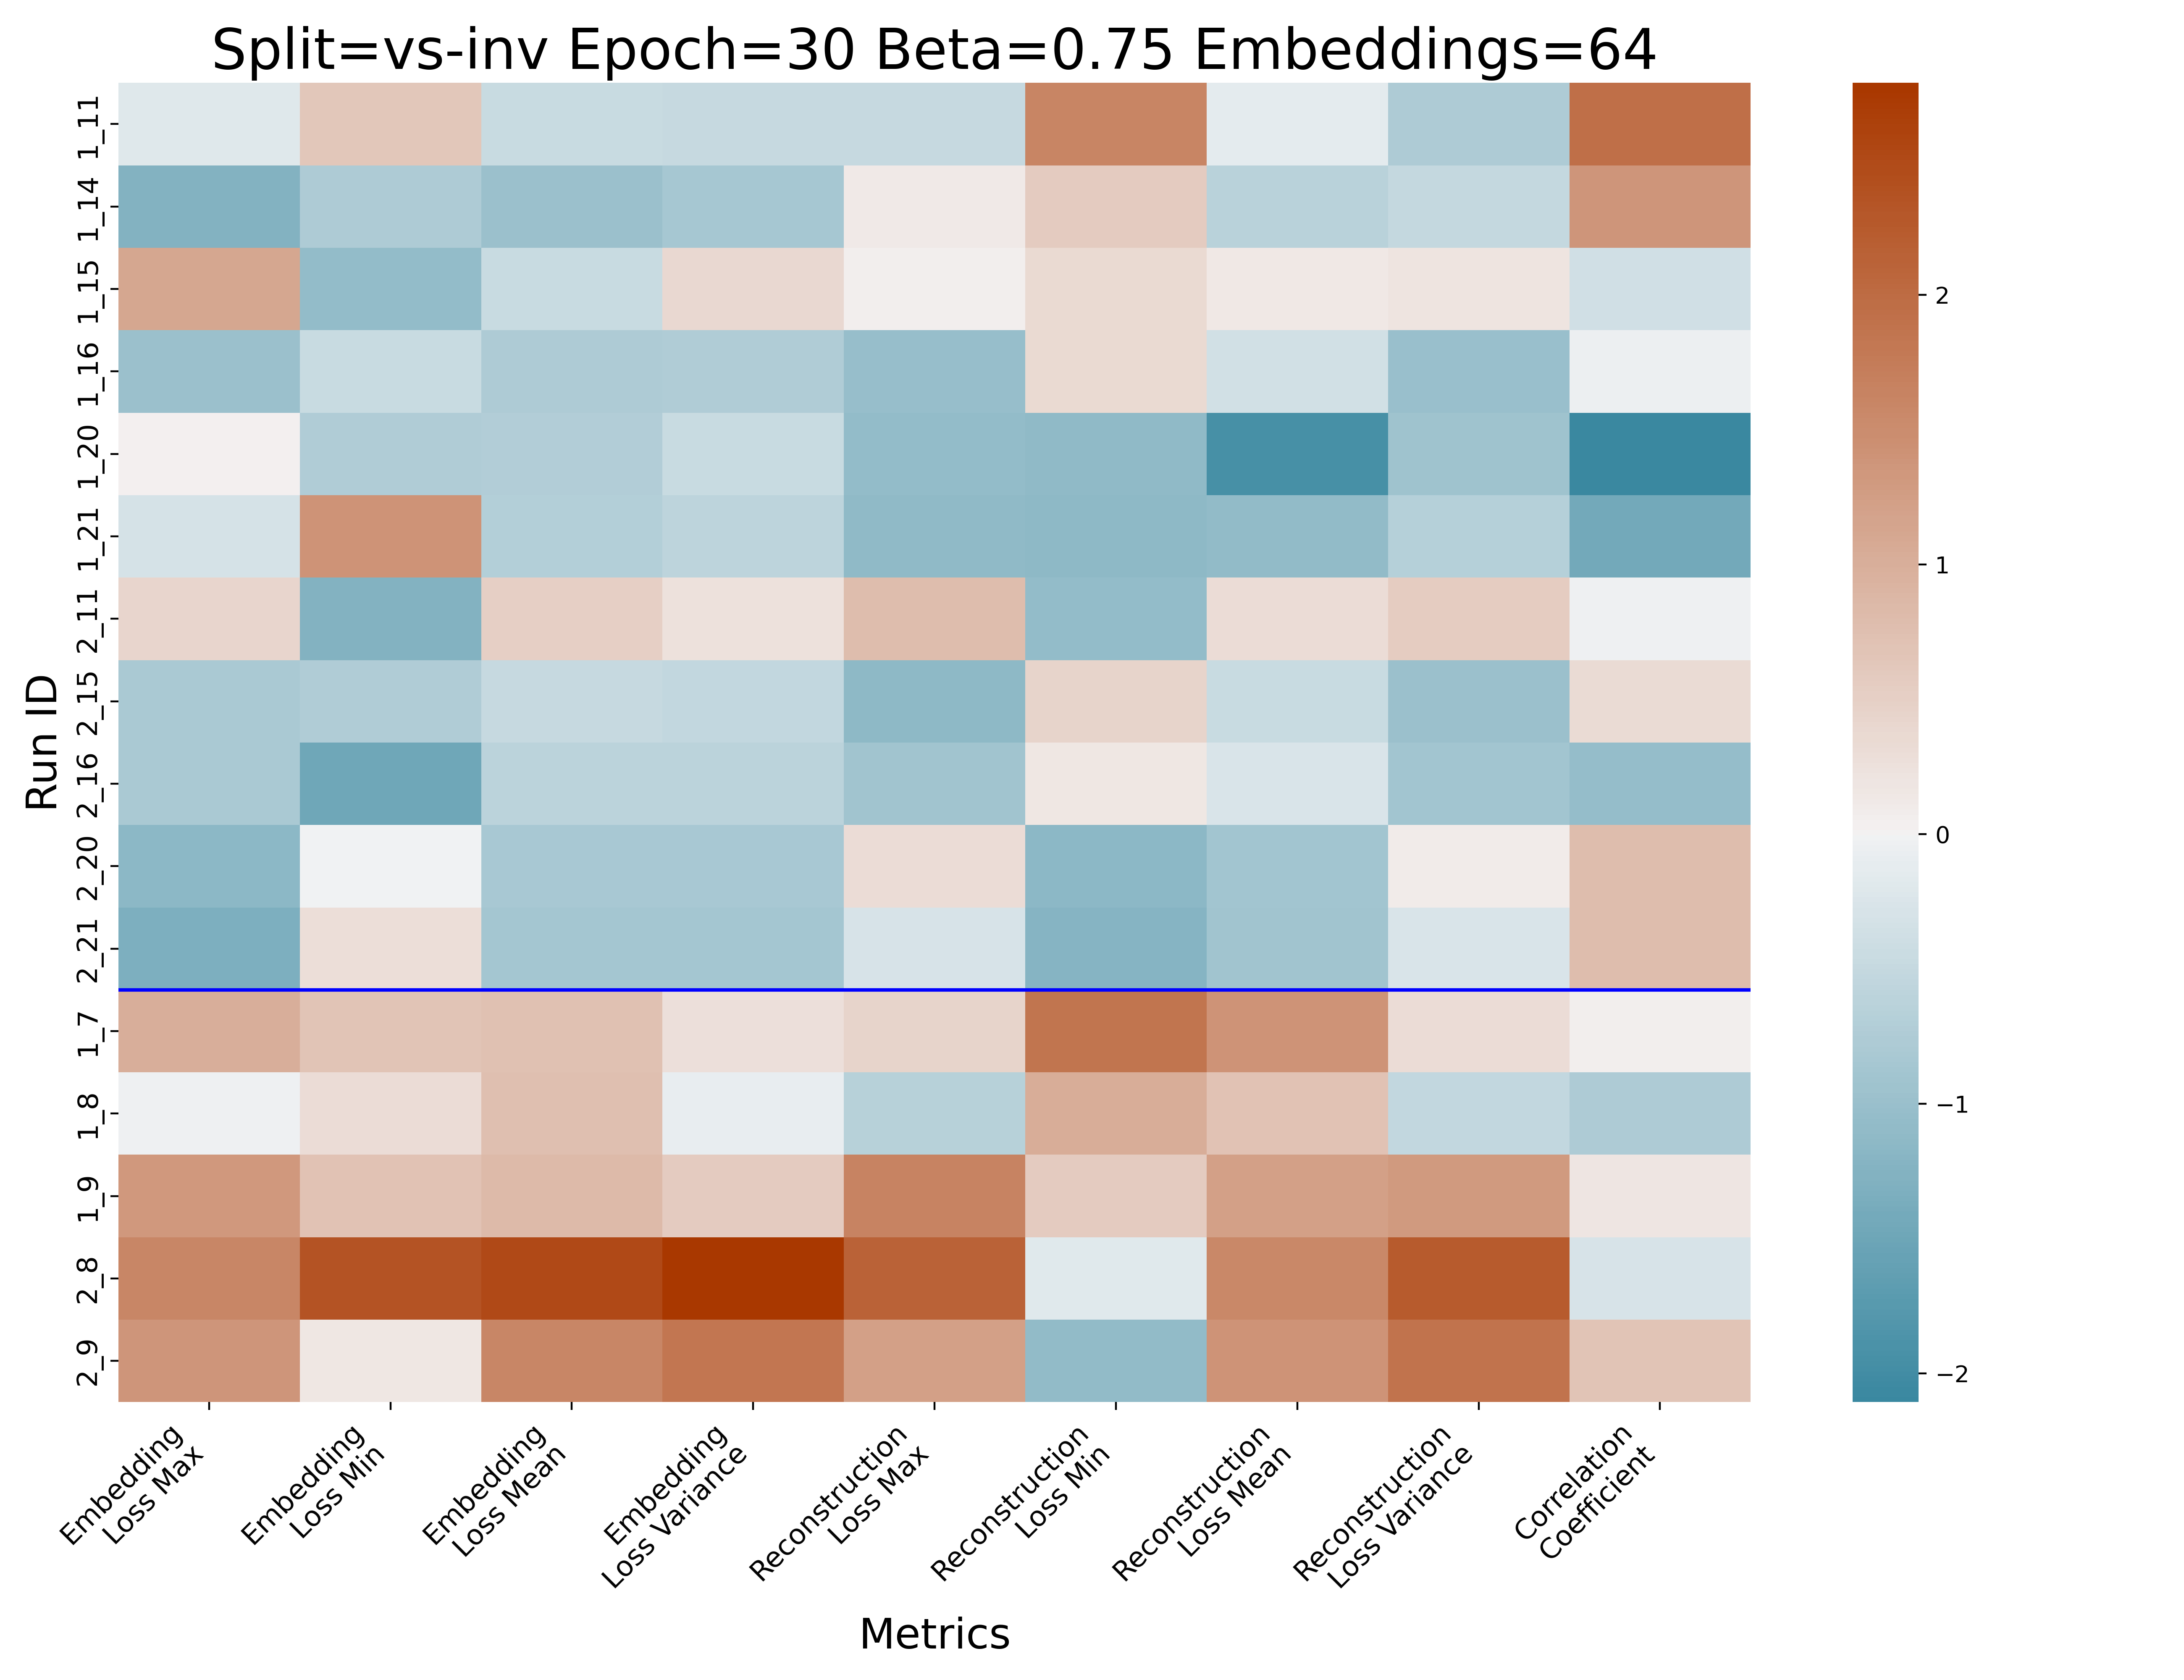 Split=vs-inv Epoch=30 Beta=0.75 Embeddings=64
Run ID
1_11
1_14
1_15
1_16
1_20
1_21
2_11
2_15
2_16
2_20
2_21
1_7
1_8
1_9
2_8
2_9
Embedding
Loss Max
Embedding
Loss Min
Embedding
Loss Mean
Embedding
Loss Variance
Reconstruction
Loss Max
Reconstruction
Loss Min
Reconstruction
Loss Mean
Reconstruction
Loss Variance
Correlation
Coefficient
Metrics
2
1
0
−1
−2